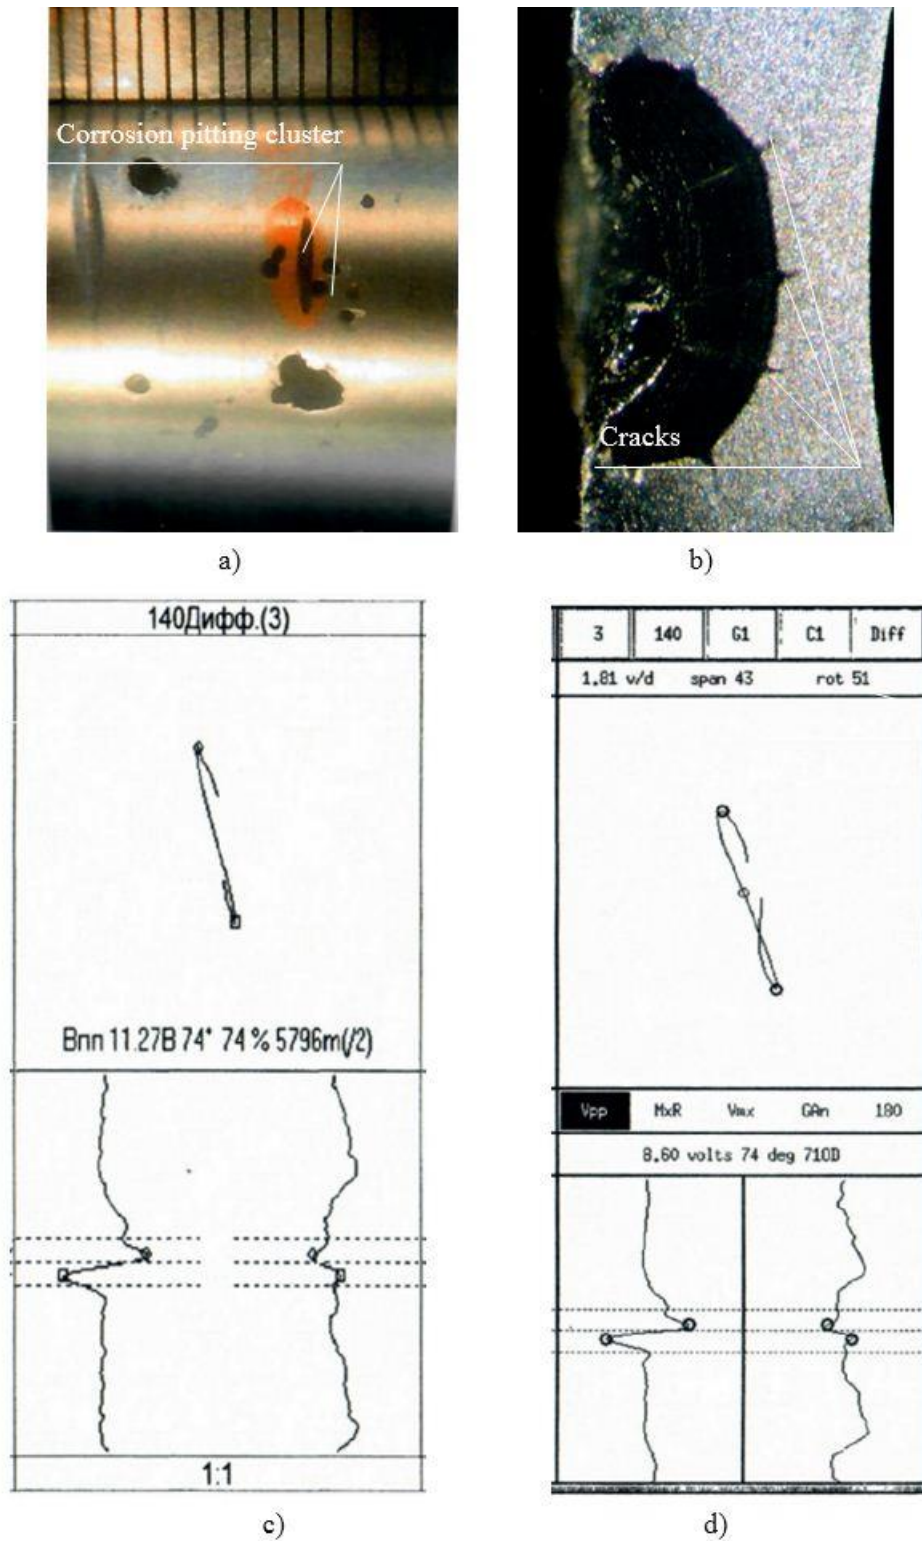 Corrosion pitting cluster
Cracks
a)
b)
140Дифф.(3)
Впп 11.27В 74° 74 % 5796m(/2)
1:1
c)
3 140 G1 C1 Diff
1.81 v/d span 43 rot 51
Vpp MxR Vmx GAn 180
8.60 volts 74 deg 710D
d)